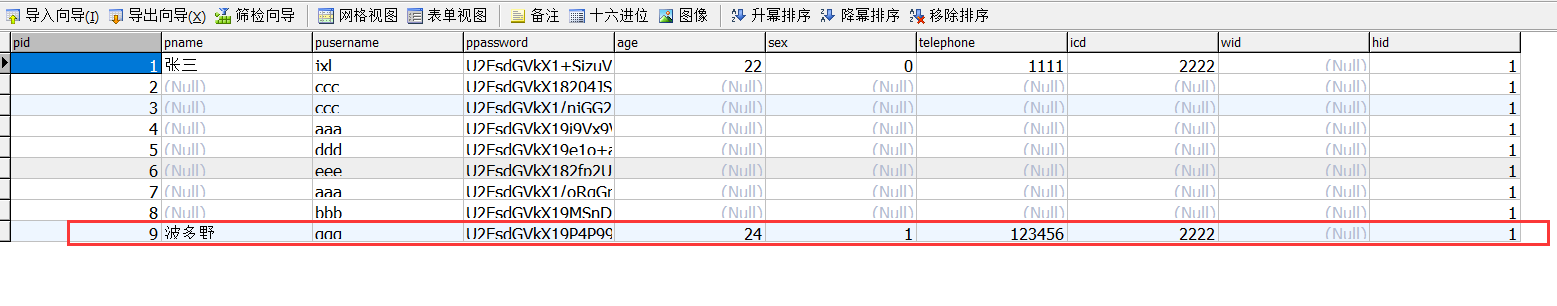 导入向导(I) 导出向导(X) 筛检向导 网格视图 表单视图 备注 十六进位 图像 升幂排序 降幂排序 移除排序
pid pname pusername ppassword age sex telephone icd wid hid
1 张三 ixl U2FsdGVkX1+SizuV 22 0 1111 2222 (Null) 1
2 (Null) ccc U2FsdGVkX18204JS (Null) (Null) (Null) (Null) (Null) 1
3 (Null) ccc U2FsdGVkX1/niGG2 (Null) (Null) (Null) (Null) (Null) 1
4 (Null) aaa U2FsdGVkX19i9Vx9V (Null) (Null) (Null) (Null) (Null) 1
5 (Null) ddd U2FsdGVkX19e1o+a (Null) (Null) (Null) (Null) (Null) 1
6 (Null) eee U2FsdGVkX182fp2U (Null) (Null) (Null) (Null) (Null) 1
7 (Null) aaa U2FsdGVkX1/oRqGr (Null) (Null) (Null) (Null) (Null) 1
8 (Null) bbb U2FsdGVkX19MSnD (Null) (Null) (Null) (Null) (Null) 1
9 波多野 qqq U2FsdGVkX19P4P99 24 1 123456 2222 (Null) 1